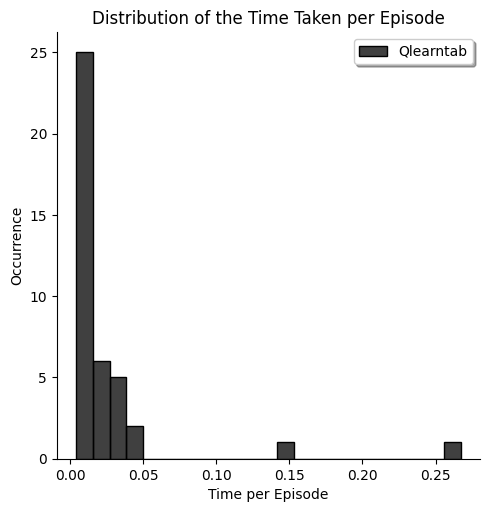 Distribution of the Time Taken per Episode
Qlearntab
25
20
15
10
5
0
Occurrence
0.00 0.05 0.10 0.15 0.20 0.25
Time per Episode